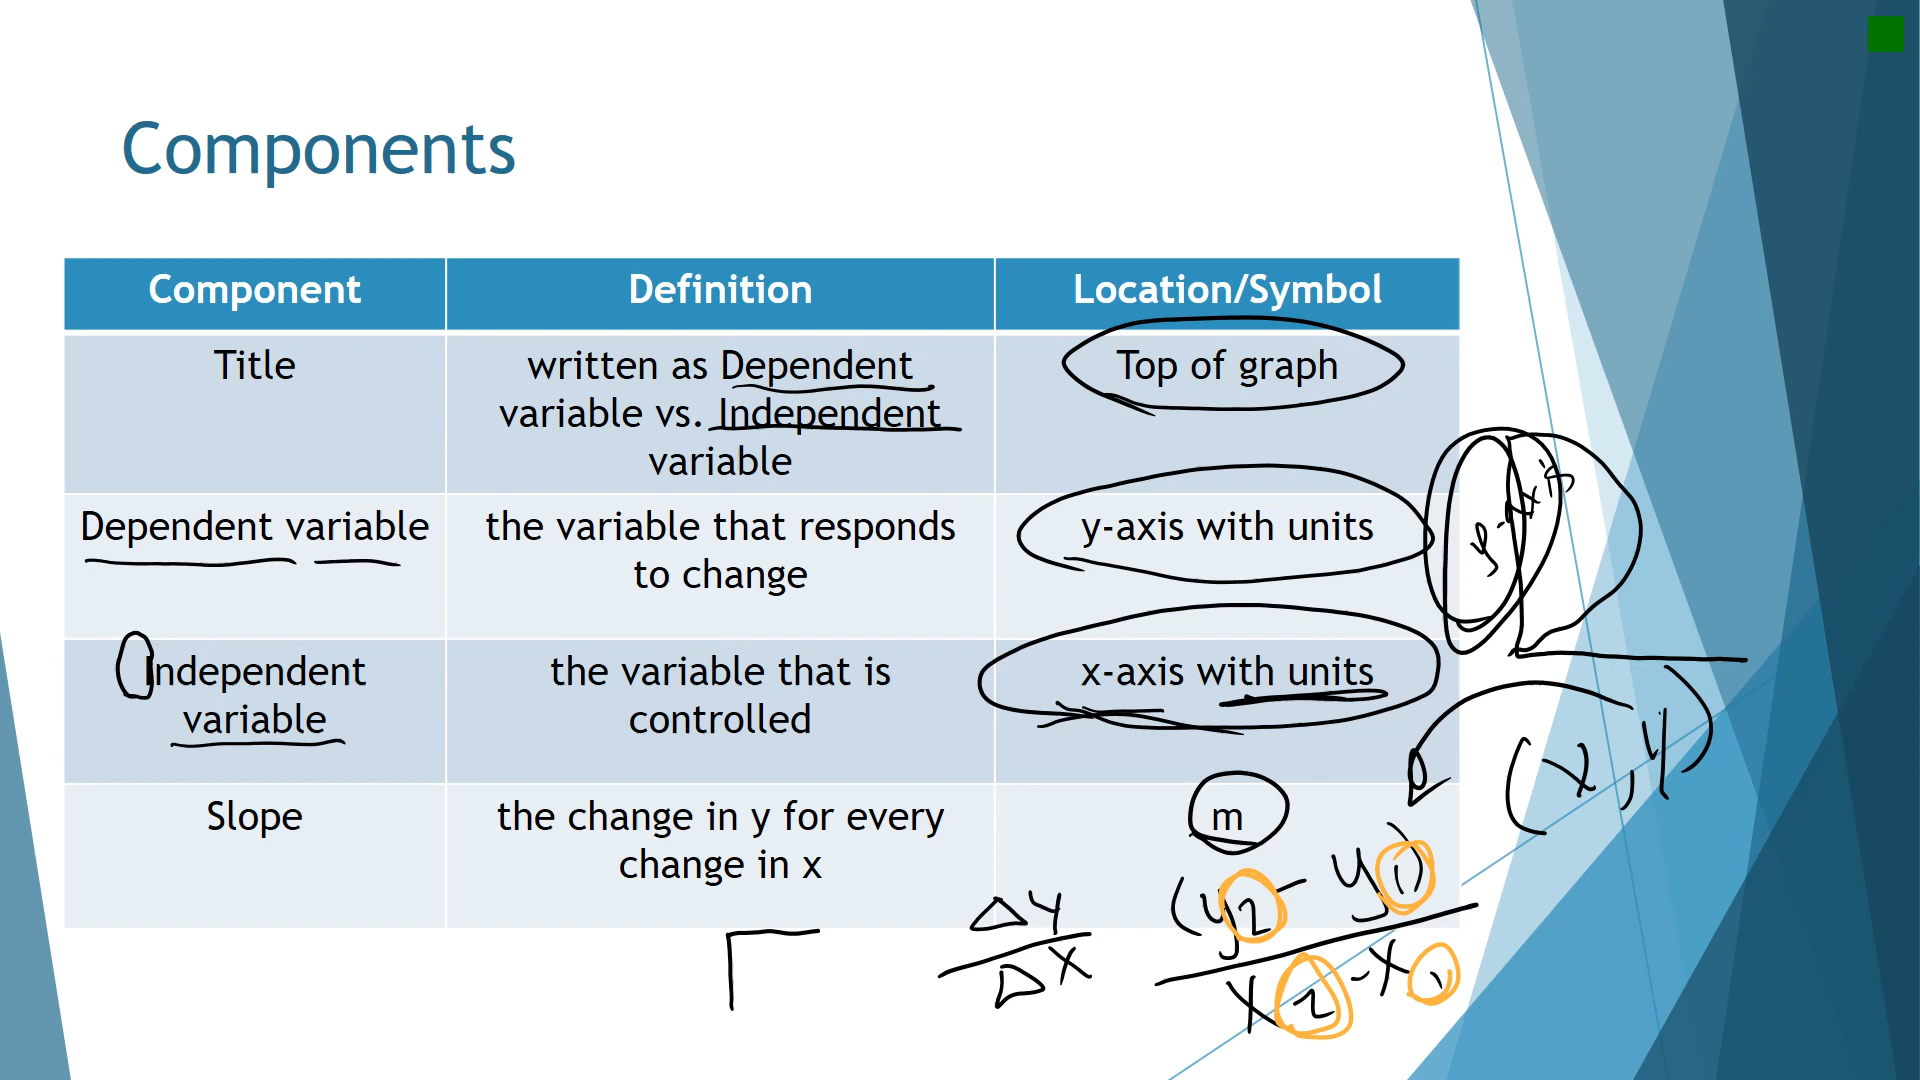 Components
Component Definition Location/Symbol
Title
written as Dependent
variable vs. Independent
variable
Top of graph
Dependent variable
the variable that responds
to change
y-axis with units
y-axis
Independent
variable
the variable that is
controlled
x-axis with units
(x,y)
Slope
the change in y for every
change in x
m
Δy
Δx
(y2 - y1)
x2 - x1